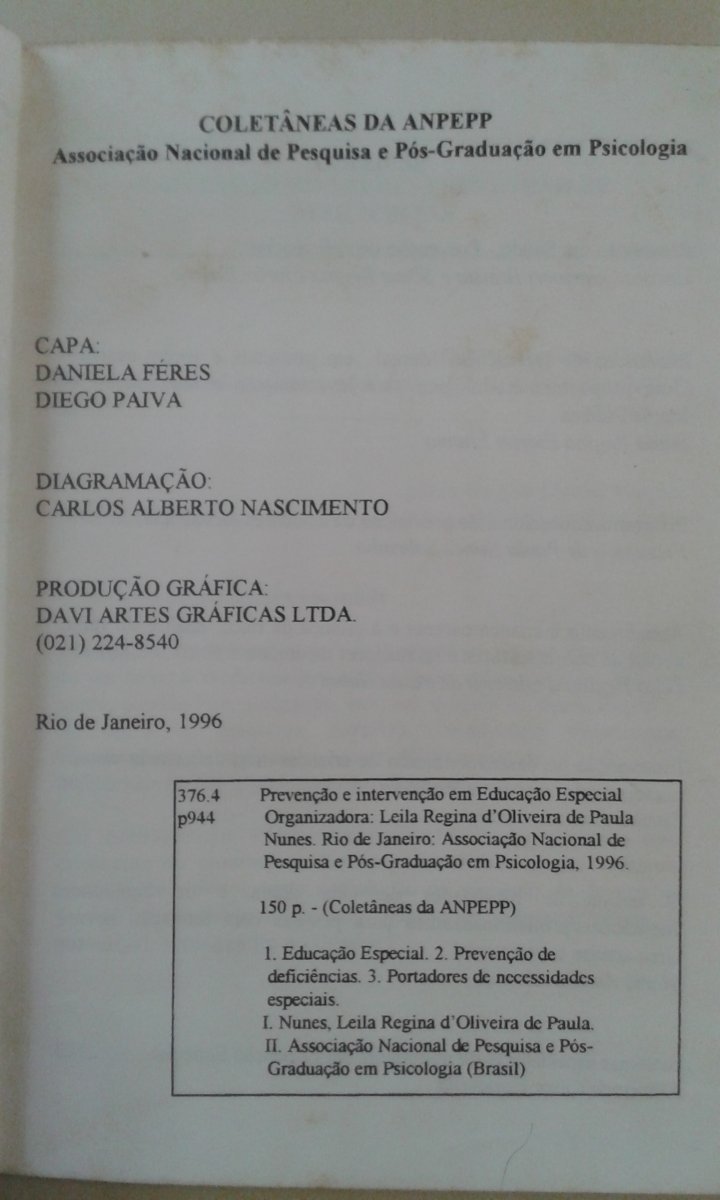 COLETÂNEAS DA ANPEPP
Associação Nacional de Pesquisa e Pós-Graduação em Psicologia
CAPA:
DANIELA FÉRES
DIEGO PAIVA
DIAGRAMAÇÃO:
CARLOS ALBERTO NASCIMENTO
PRODUÇÃO GRÁFICA:
DAVI ARTES GRÁFICAS LTDA.
(021) 224-8540
Rio de Janeiro, 1996
376.4 Prevenção e intervenção em Educação Especial
p944 Organizadora: Leila Regina d'Oliveira de Paula
Nunes. Rio de Janeiro: Associação Nacional de
Pesquisa e Pós-Graduação em Psicologia, 1996.
150 p. - (Coletâneas da ANPEPP)
1. Educação Especial. 2. Prevenção de
deficiências. 3. Portadores de necessidades
especiais.
I. Nunes, Leila Regina d'Oliveira de Paula.
II. Associação Nacional de Pesquisa e Pós-
Graduação em Psicologia (Brasil)